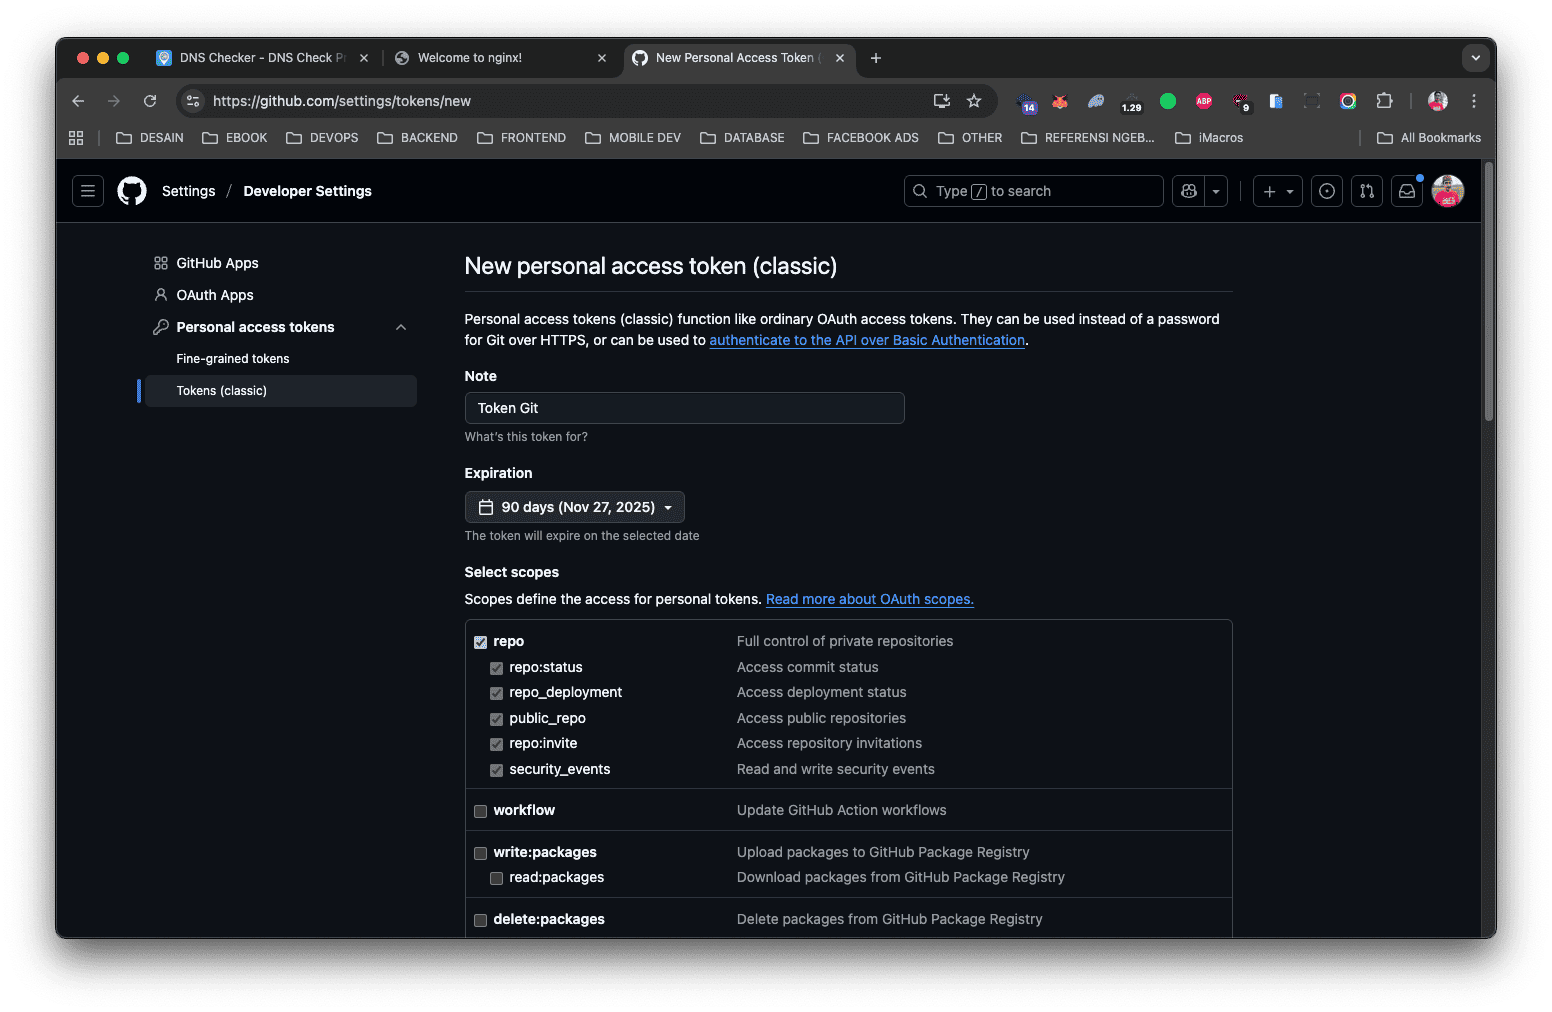 DNS Checker - DNS Check Pr
Welcome to nginx!
New Personal Access Token (
https://github.com/settings/tokens/new
14
1.29
ABP
9
DESAIN
EBOOK
DEVOPS
BACKEND
FRONTEND
MOBILE DEV
DATABASE
FACEBOOK ADS
OTHER
REFERENSI NGEB...
iMacros
All Bookmarks
Settings / Developer Settings
Type / to search
GitHub Apps
OAuth Apps
Personal access tokens
Fine-grained tokens
Tokens (classic)
New personal access token (classic)
Personal access tokens (classic) function like ordinary OAuth access tokens. They can be used instead of a password
for Git over HTTPS, or can be used to authenticate to the API over Basic Authentication.
Note
Token Git
What's this token for?
Expiration
90 days (Nov 27, 2025)
The token will expire on the selected date
Select scopes
Scopes define the access for personal tokens. Read more about OAuth scopes.
repo Full control of private repositories
repo:status Access commit status
repo_deployment Access deployment status
public_repo Access public repositories
repo:invite Access repository invitations
security_events Read and write security events
workflow Update GitHub Action workflows
write:packages Upload packages to GitHub Package Registry
read:packages Download packages from GitHub Package Registry
delete:packages Delete packages from GitHub Package Registry